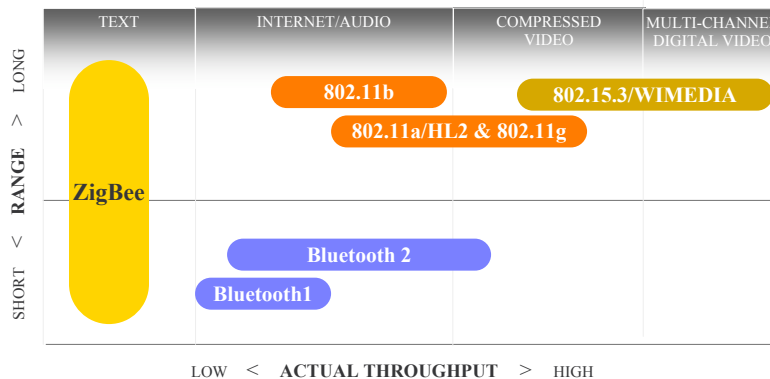 TEXT
INTERNET/AUDIO
COMPRESSED
VIDEO
MULTI-CHANNE
DIGITAL VIDEO
802.11b
802.15.3/WIMEDIA
802.11a/HL2 & 802.11g
ZigBee
Bluetooth 2
Bluetooth1
SHORT < RANGE > LONG
LOW < ACTUAL THROUGHPUT > HIGH